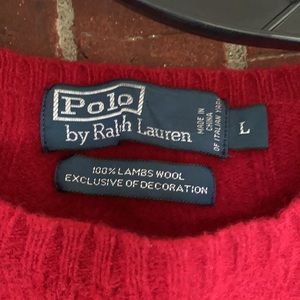 Polo
by Ralph Lauren
MADE IN
CHINA
OF ITALIAN YARN
L
100% LAMBS WOOL
EXCLUSIVE OF DECORATION